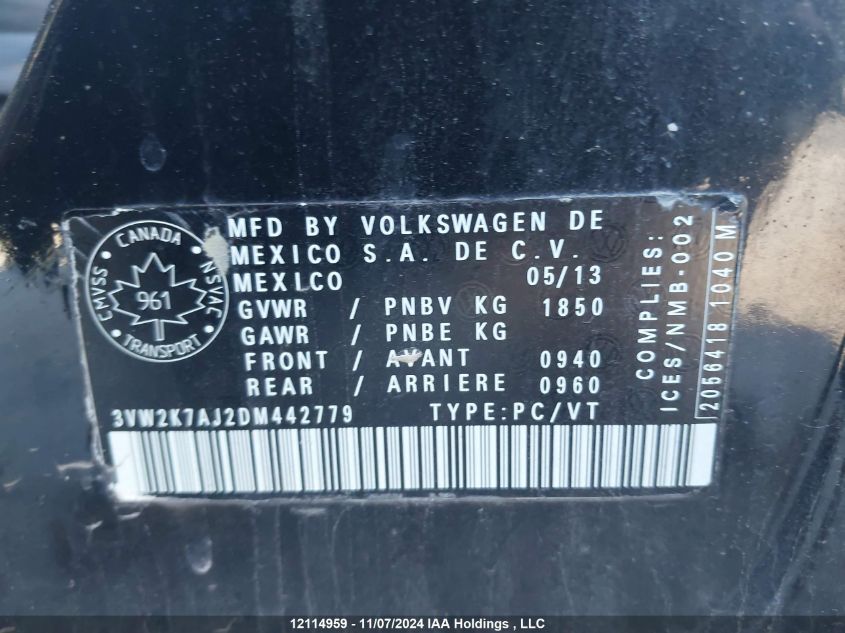 CANADA
CMVSS
NSVAC
961
TRANSPORT
MFD BY VOLKSWAGEN DE
MEXICO S.A. DE C.V.
MEXICO 05/13
GVWR / PNBV KG 1850
GAWR / PNBE KG
FRONT / AVANT 0940
REAR / ARRIERE 0960
3VW2K7AJ2DM442779 TYPE:PC/VT
COMPLIES:
ICES/NMB-002
2056418 1040 M
12114959 - 11/07/2024 IAA Holdings , LLC